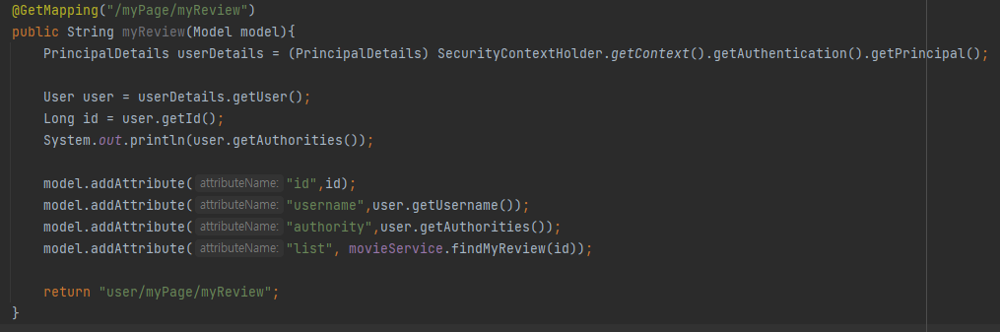 @GetMapping("/myPage/myReview")
public String myReview(Model model){
PrincipalDetails userDetails = (PrincipalDetails) SecurityContextHolder.getContext().getAuthentication().getPrincipal();
User user = userDetails.getUser();
Long id = user.getId();
System.out.println(user.getAuthorities());
model.addAttribute( attributeName: "id",id);
model.addAttribute( attributeName: "username",user.getUsername());
model.addAttribute( attributeName: "authority",user.getAuthorities());
model.addAttribute( attributeName: "list", movieService.findMyReview(id));
return "user/myPage/myReview";
}